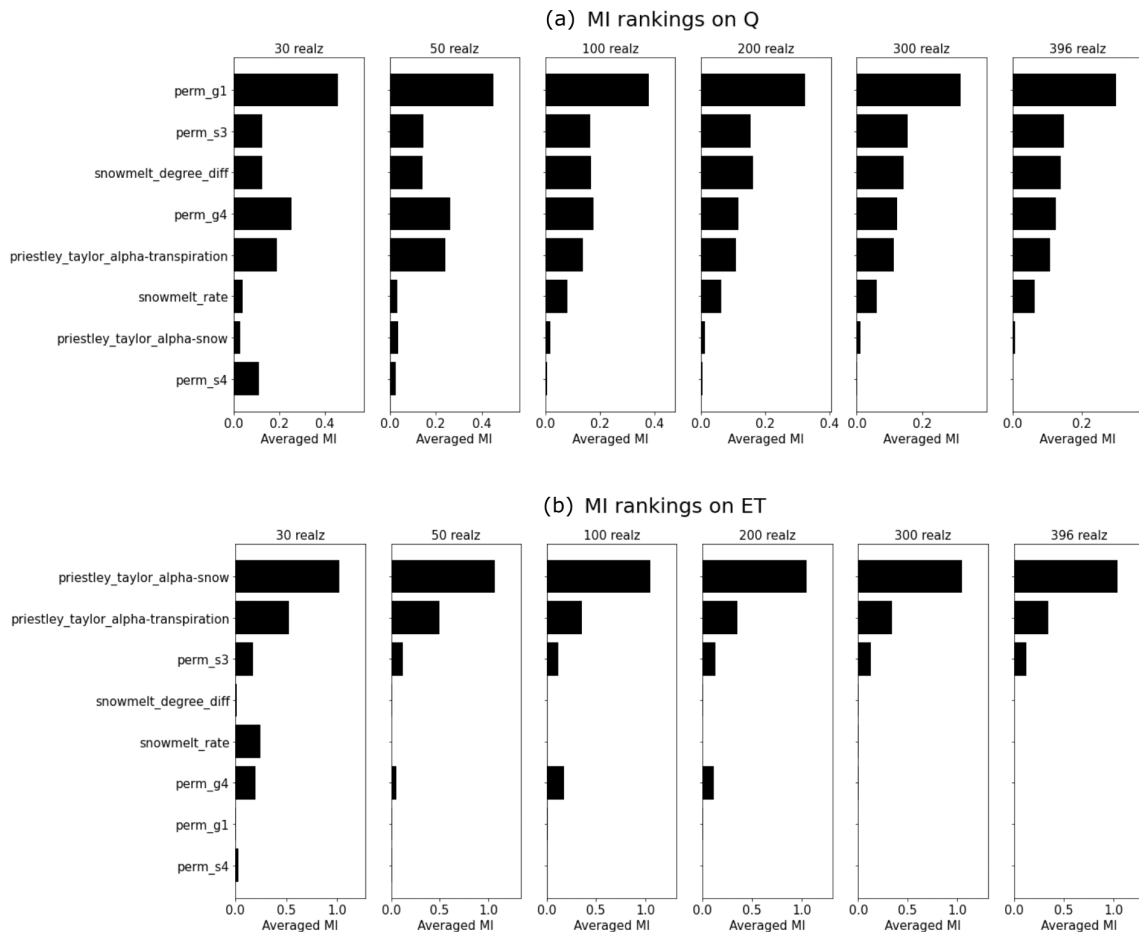 (a) MI rankings on Q
30 realz 50 realz 100 realz 200 realz 300 realz 396 realz
perm_g1
perm_s3
snowmelt_degree_diff
perm_g4
priestley_taylor_alpha-transpiration
snowmelt_rate
priestley_taylor_alpha-snow
perm_s4
0.0 0.2 0.4 0.0 0.2 0.4 0.0 0.2 0.4 0.0 0.2 0.4 0.0 0.2 0.0 0.2
Averaged MI Averaged MI Averaged MI Averaged MI Averaged MI Averaged MI
(b) MI rankings on ET
30 realz 50 realz 100 realz 200 realz 300 realz 396 realz
priestley_taylor_alpha-snow
priestley_taylor_alpha-transpiration
perm_s3
snowmelt_degree_diff
snowmelt_rate
perm_g4
perm_g1
perm_s4
0.0 0.5 1.0 0.0 0.5 1.0 0.0 0.5 1.0 0.0 0.5 1.0 0.0 0.5 1.0 0.0 0.5 1.0
Averaged MI Averaged MI Averaged MI Averaged MI Averaged MI Averaged MI